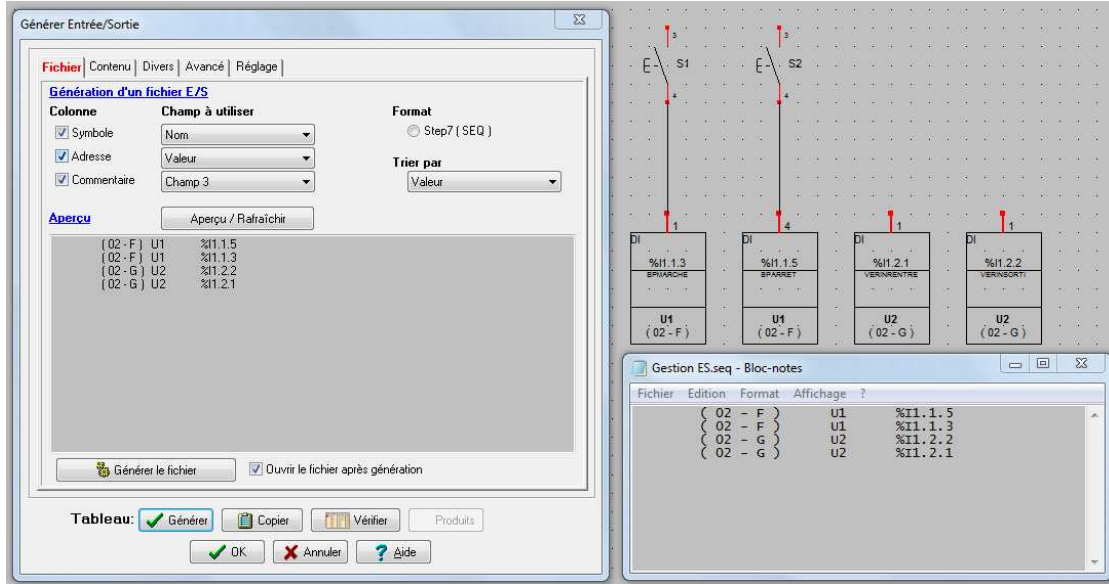 Générer Entrée/Sortie
Fichier Contenu Divers Avancé Réglage
Génération d'un fichier E/S
Colonne Champ à utiliser Format
Symbole Nom Step7 ( SEQ )
Adresse Valeur Trier par
Commentaire Champ 3 Valeur
Aperçu Aperçu / Rafraîchir
( 02 - F ) U1 %I1.1.5
( 02 - F ) U1 %I1.1.3
( 02 - G ) U2 %I1.2.2
( 02 - G ) U2 %I1.2.1
Générer le fichier Ouvrir le fichier après génération
Tableau: Générer Copier Vérifier Produits
OK Annuler ? Aide
3 3
E S1 E S2
4 4
1 4 1 1
DI DI DI DI
%I1.1.3 %I1.1.5 %I1.2.1 %I1.2.2
BPMARCHE BPARRET VERINRENTRE VERINSORTI
U1 U1 U2 U2
( 02 - F ) ( 02 - F ) ( 02 - G ) ( 02 - G )
Gestion ES.seq - Bloc-notes
Fichier Edition Format Affichage ?
( 02 - F ) U1 %I1.1.5
( 02 - F ) U1 %I1.1.3
( 02 - G ) U2 %I1.2.2
( 02 - G ) U2 %I1.2.1